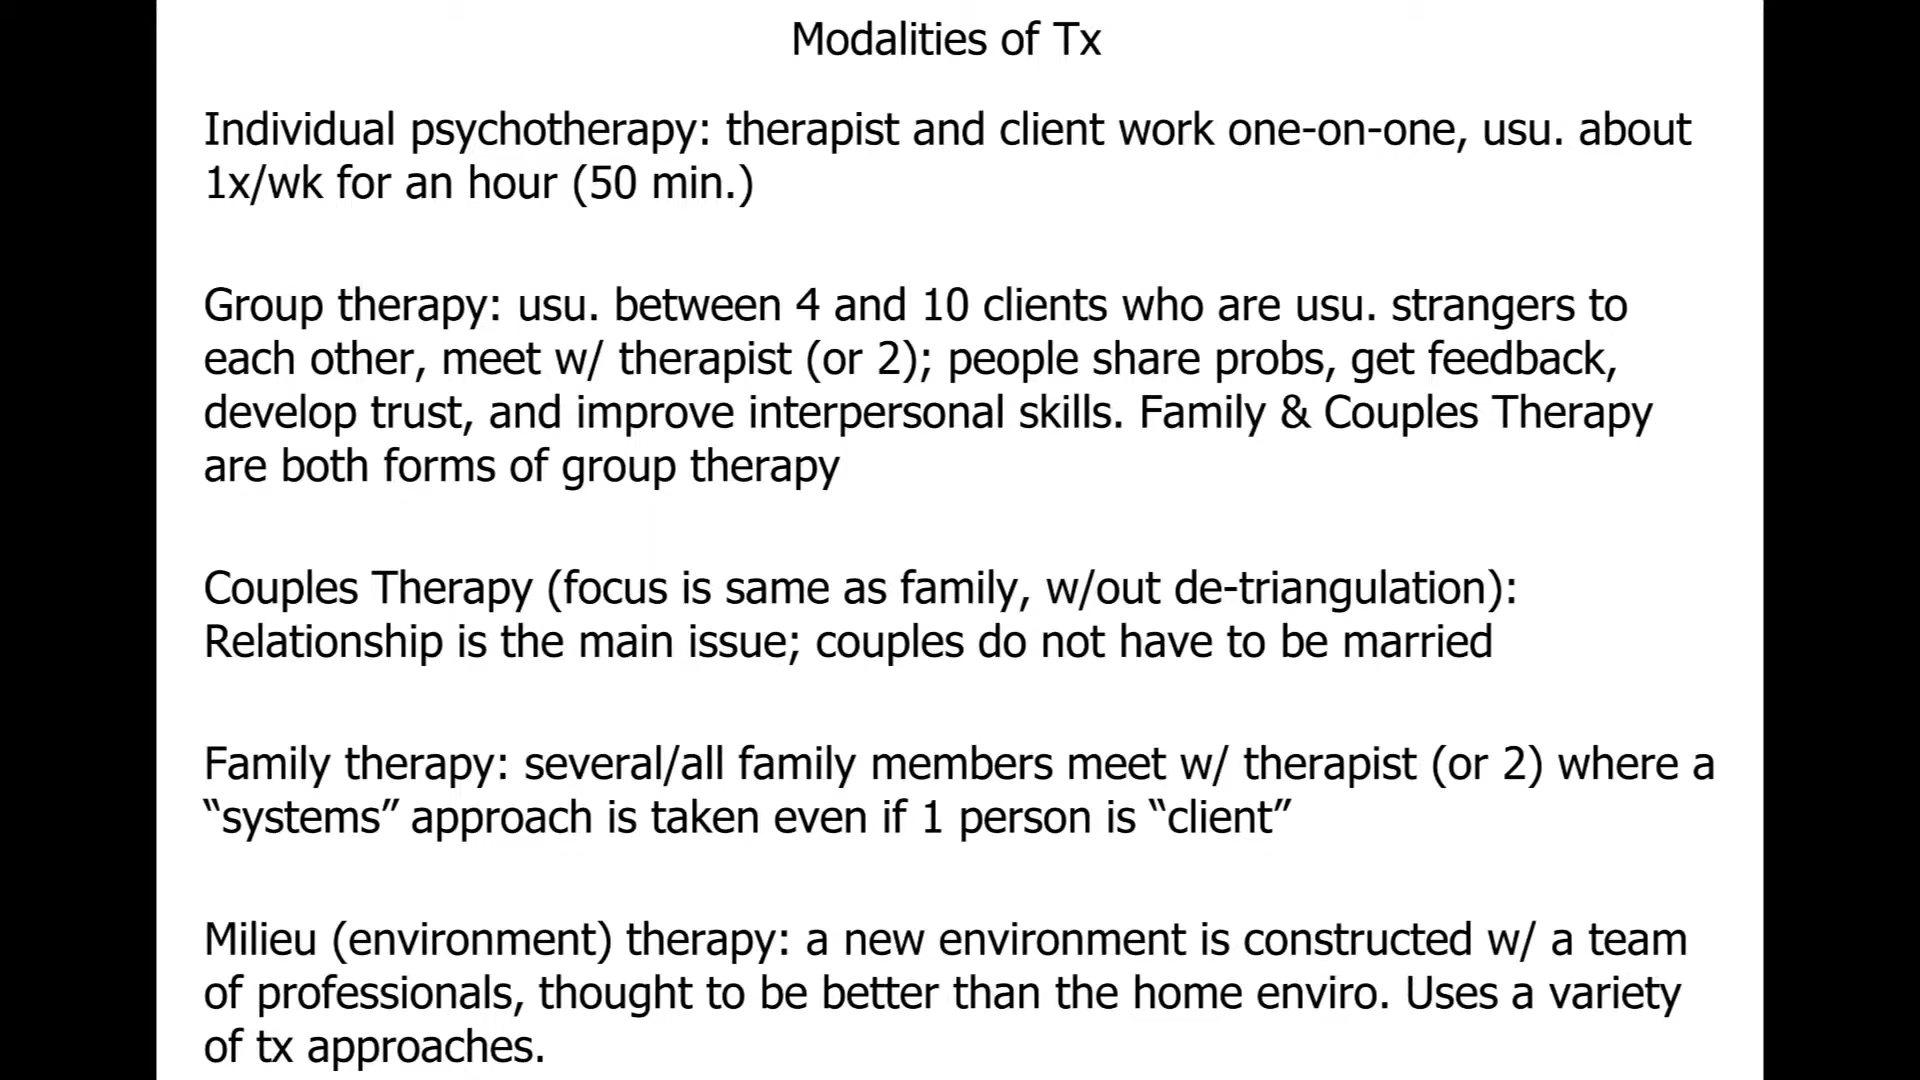 Modalities of Tx
Individual psychotherapy: therapist and client work one-on-one, usu. about
1x/wk for an hour (50 min.)
Group therapy: usu. between 4 and 10 clients who are usu. strangers to
each other, meet w/ therapist (or 2); people share probs, get feedback,
develop trust, and improve interpersonal skills. Family & Couples Therapy
are both forms of group therapy
Couples Therapy (focus is same as family, w/out de-triangulation):
Relationship is the main issue; couples do not have to be married
Family therapy: several/all family members meet w/ therapist (or 2) where a
“systems” approach is taken even if 1 person is “client”
Milieu (environment) therapy: a new environment is constructed w/ a team
of professionals, thought to be better than the home enviro. Uses a variety
of tx approaches.